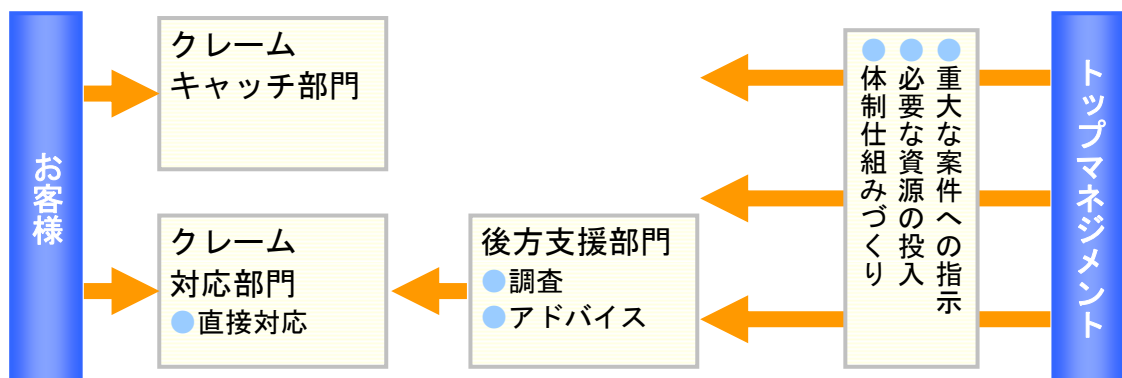 お客様
クレーム
キャッチ部門
クレーム
対応部門
●直接対応
後方支援部門
●調査
●アドバイス
●重大な案件への指示
●必要な資源の投入
●体制仕組みづくり
トップマネジメント